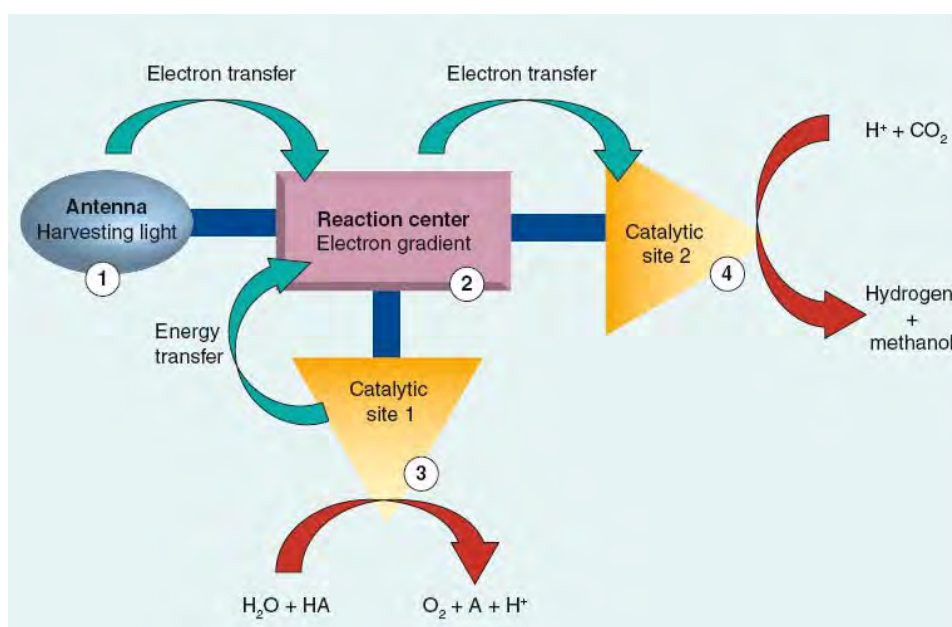 Electron transfer
Electron transfer
H⁺ + CO₂
Antenna
Harvesting light
1
Reaction center
Electron gradient
2
Catalytic
site 2
4
Hydrogen
+
methanol
Energy
transfer
Catalytic
site 1
3
H₂O + HA
O₂ + A + H⁺